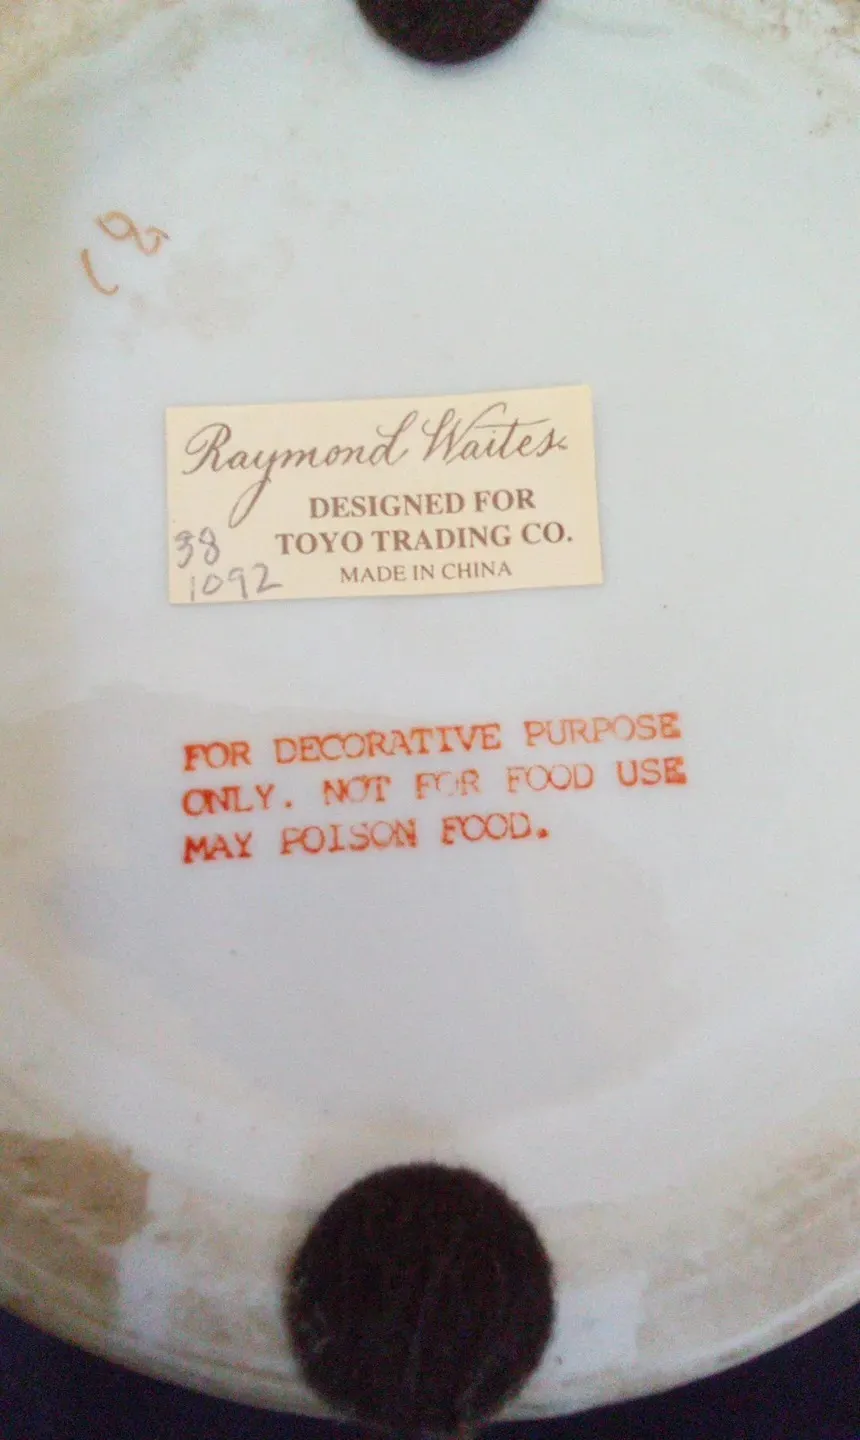 Raymond Waites
DESIGNED FOR
TOYO TRADING CO.
MADE IN CHINA
38
1092
FOR DECORATIVE PURPOSE
ONLY. NOT FOR FOOD USE
MAY POISON FOOD.